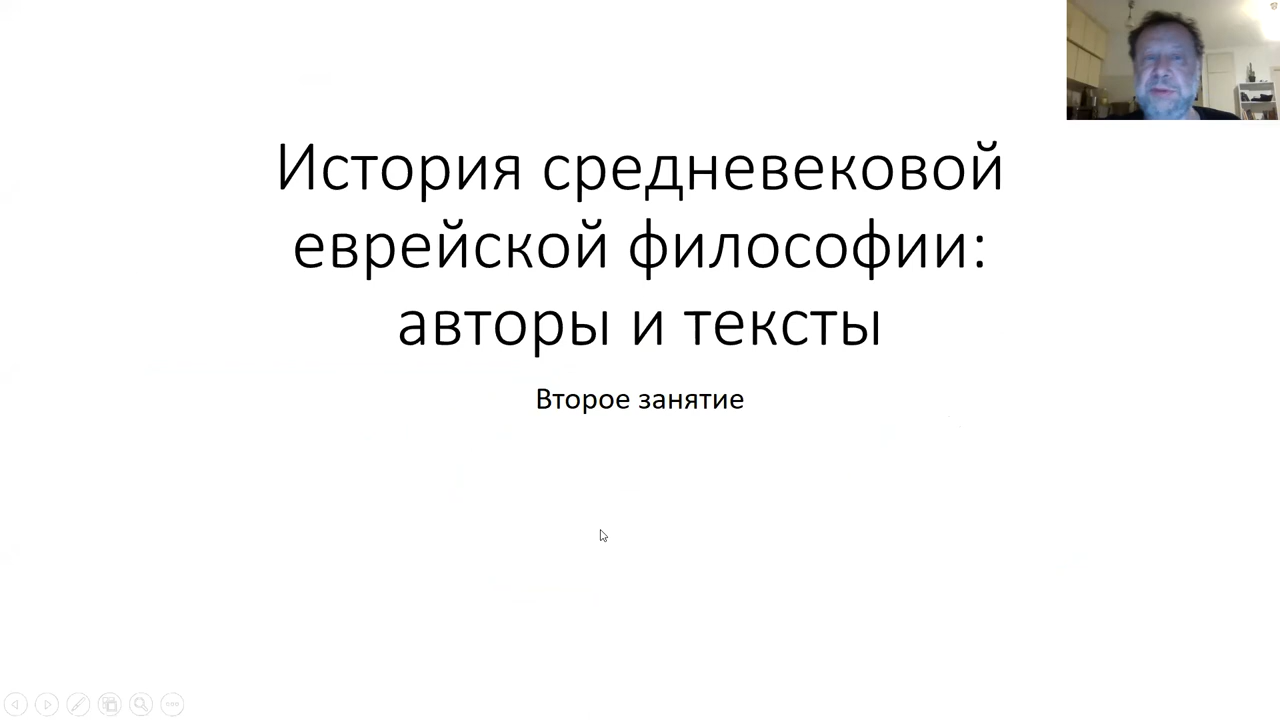 История средневековой
еврейской философии:
авторы и тексты
Второе занятие